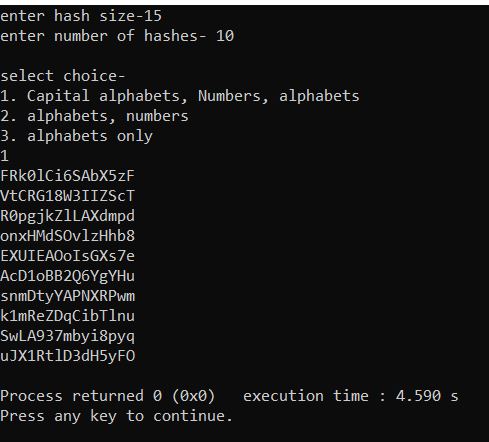 enter hash size-15
enter number of hashes- 10
select choice-
1. Capital alphabets, Numbers, alphabets
2. alphabets, numbers
3. alphabets only
1
FRk0lCi6SAbX5zF
VtCRG18W3IIZScT
R0pgjkZlLAXdmpd
onxHMdSOvlzHhb8
EXUIEAOoIsGXs7e
AcD1oBB2Q6YgYHu
snmDtyYAPNXRPwm
k1mReZDqCibTlnu
SwLA937mbyi8pyq
uJX1RtlD3dH5yFO
Process returned 0 (0x0)   execution time : 4.590 s
Press any key to continue.